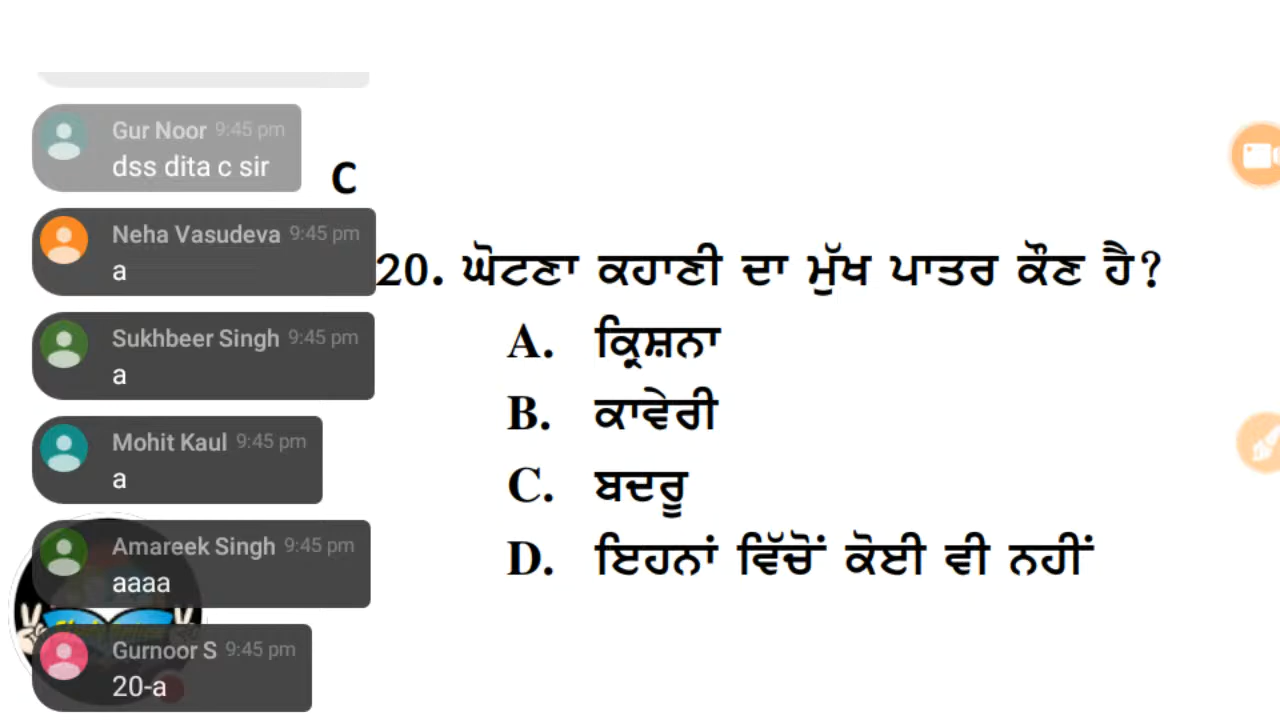 Gur Noor 9:45 pm
dss dita c sir
C
Neha Vasudeva 9:45 pm
a
20. ਘੋਟਣਾ ਕਹਾਣੀ ਦਾ ਮੁੱਖ ਪਾਤਰ ਕੌਣ ਹੈ?
Sukhbeer Singh 9:45 pm
a
A. ਕ੍ਰਿਸ਼ਨਾ
B. ਕਾਵੇਰੀ
Mohit Kaul 9:45 pm
a
C. ਬਦਰੂ
Amareek Singh 9:45 pm
aaaa
D. ਇਹਨਾਂ ਵਿੱਚੋਂ ਕੋਈ ਵੀ ਨਹੀਂ
Gurnoor S 9:45 pm
20-a